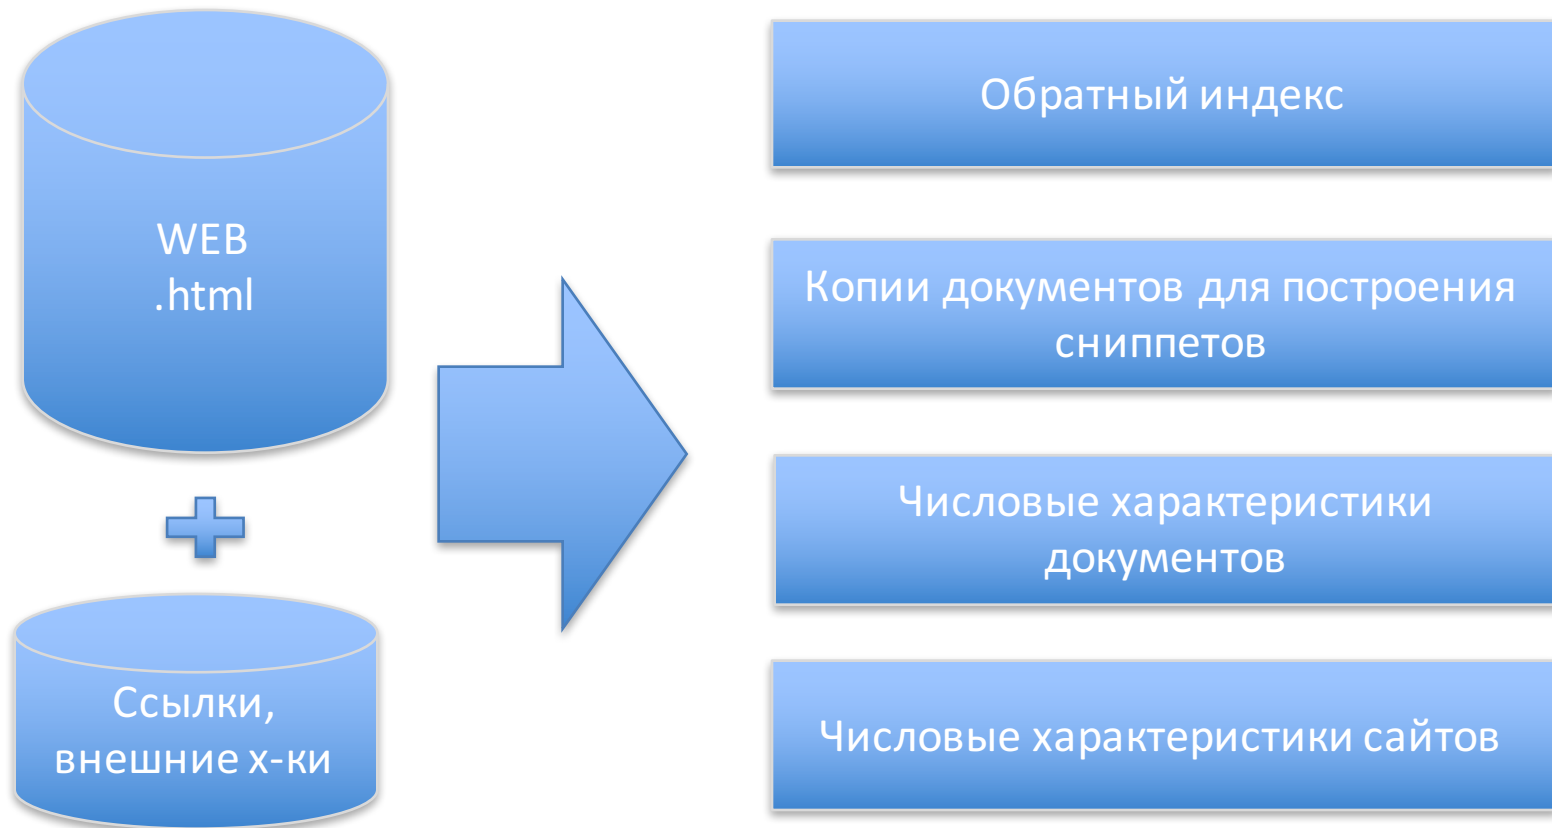 WEB
.html
Ссылки,
внешние х-ки
Обратный индекс
Копии документов для построения
сниппетов
Числовые характеристики
документов
Числовые характеристики сайтов